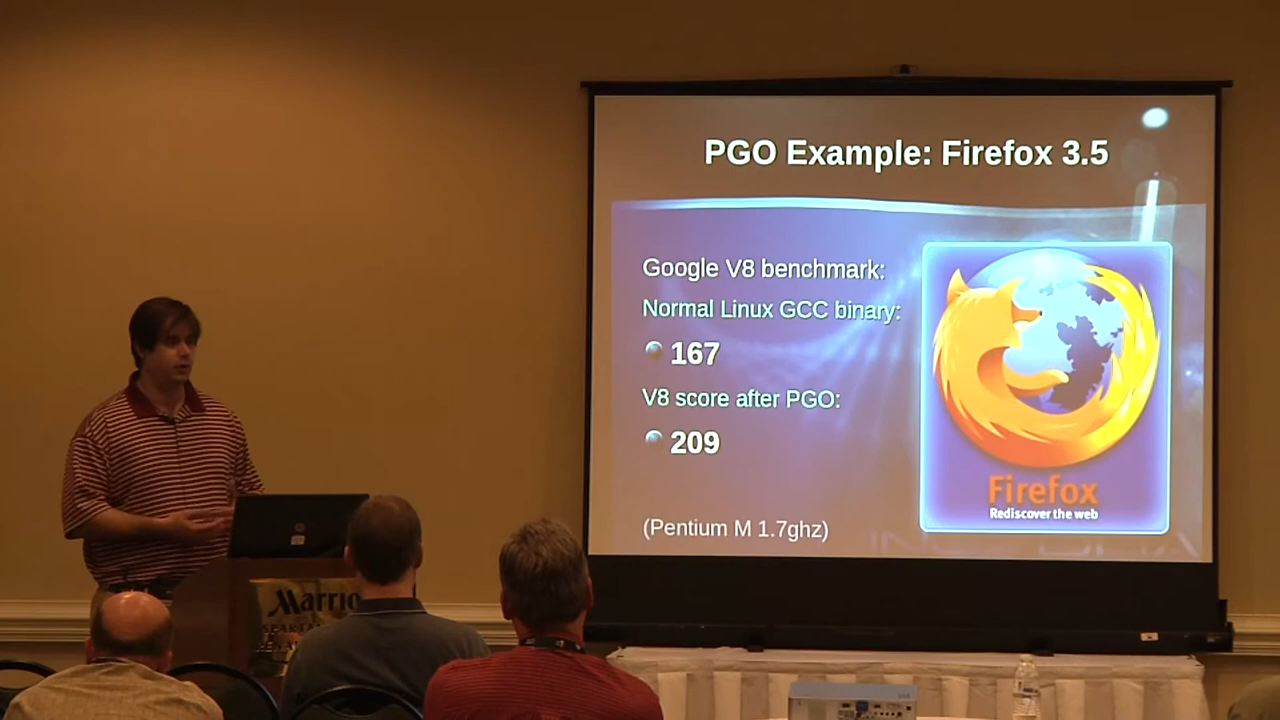 PGO Example: Firefox 3.5
Google V8 benchmark:
Normal Linux GCC binary:
167
V8 score after PGO:
209
(Pentium M 1.7ghz)
Firefox
Rediscover the web
Marrio